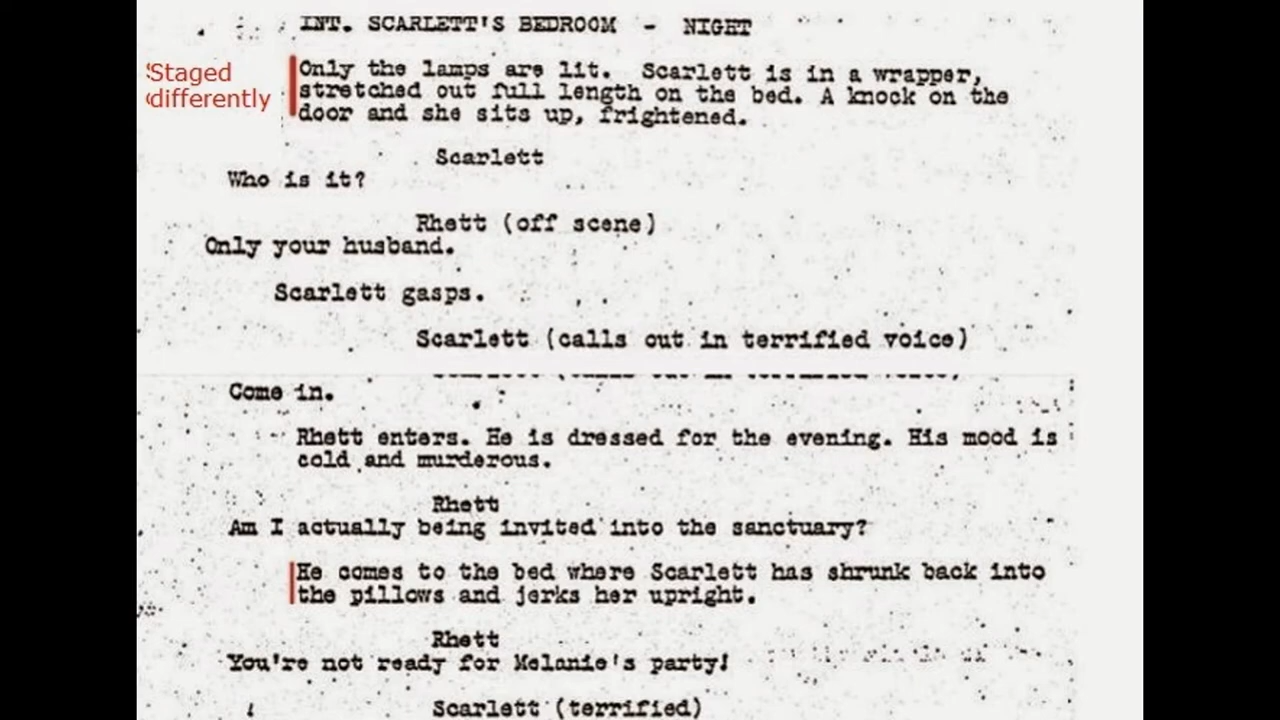 INT. SCARLETT'S BEDROOM - NIGHT
Staged
differently
Only the lamps are lit. Scarlett is in a wrapper,
stretched out full length on the bed. A knock on the
door and she sits up, frightened.
Scarlett
Who is it?
Rhett (off scene)
Only your husband.
Scarlett gasps.
Scarlett (calls out in terrified voice)
Come in.
Rhett enters. He is dressed for the evening. His mood is
cold and murderous.
Rhett
Am I actually being invited into the sanctuary?
He comes to the bed where Scarlett has shrunk back into
the pillows and jerks her upright.
Rhett
You're not ready for Melanie's party!
Scarlett (terrified)